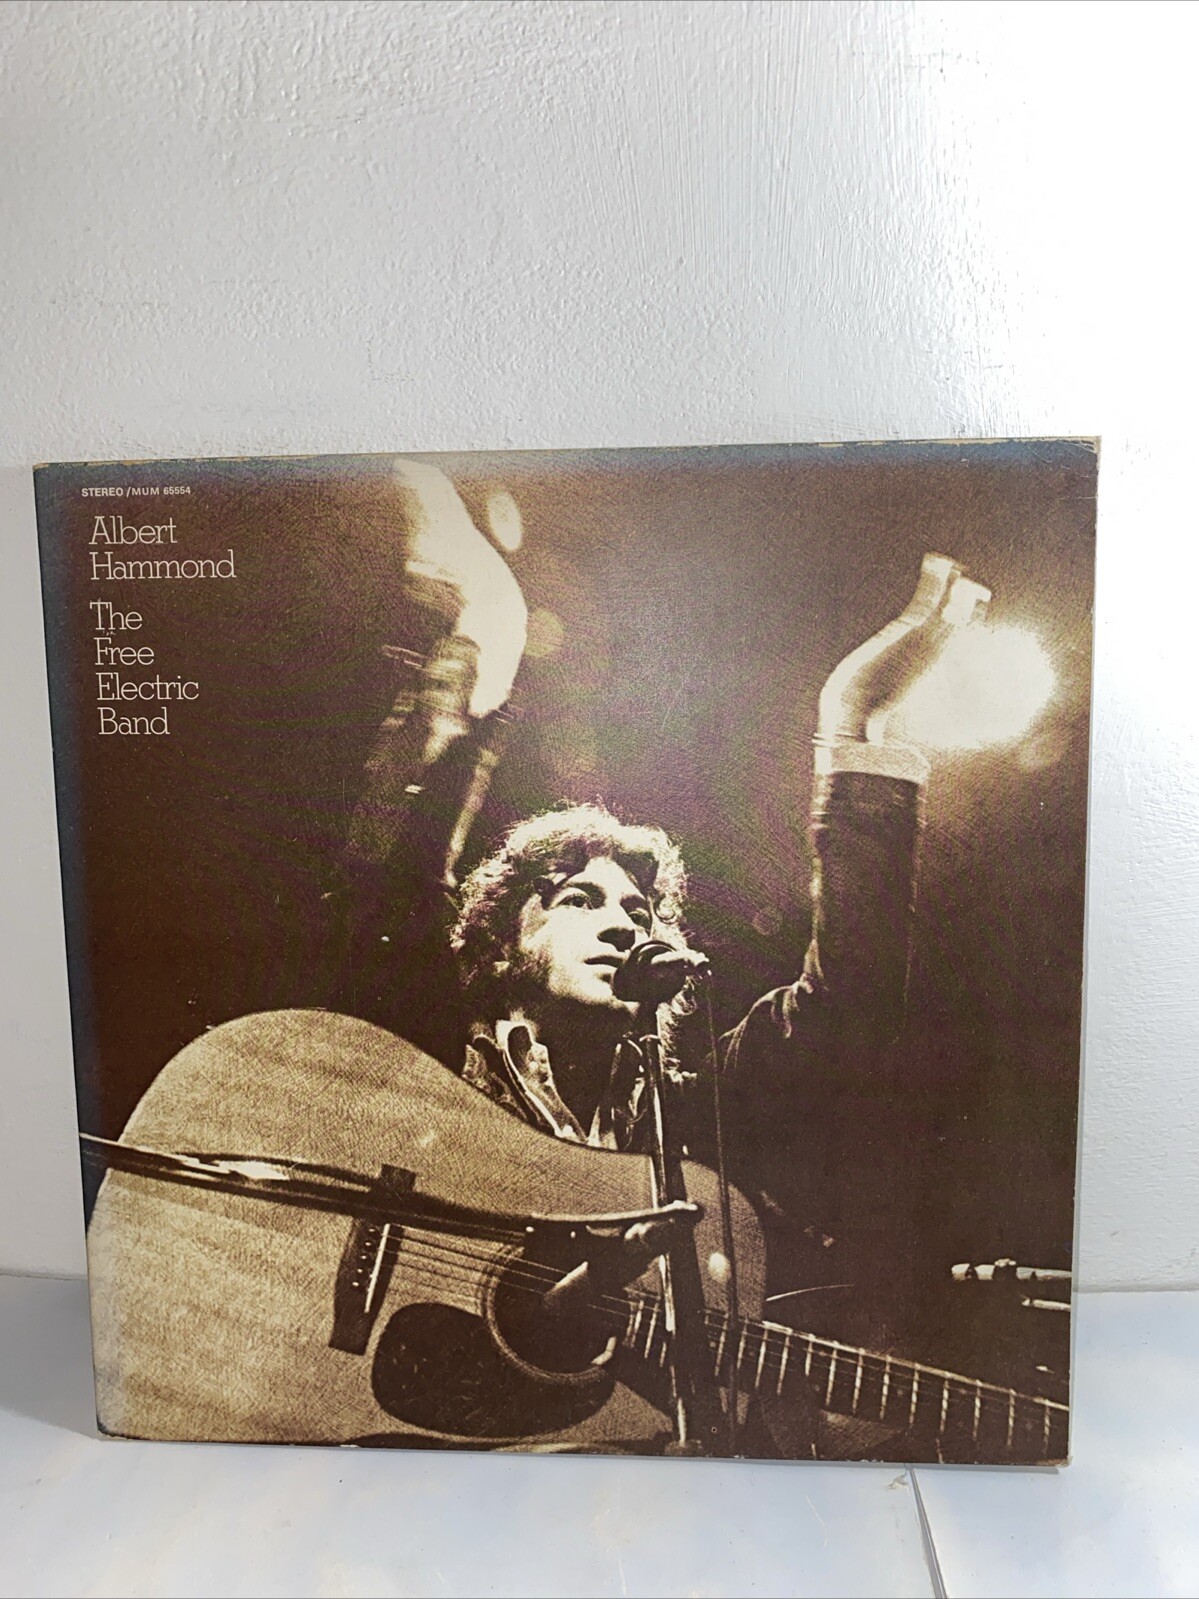 STEREO /MUM 65554
Albert
Hammond
The
Free
Electric
Band